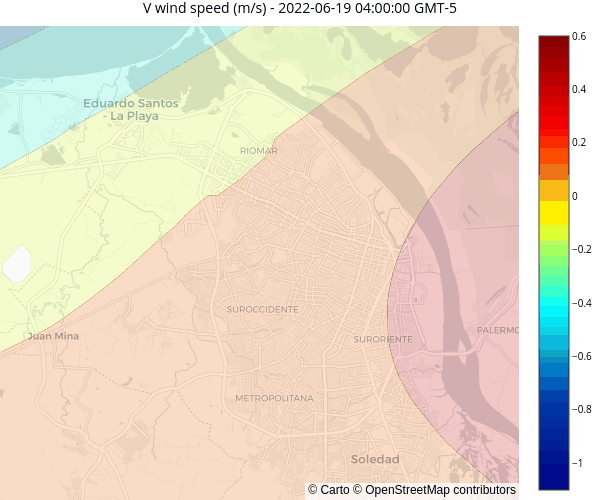 V wind speed (m/s) - 2022-06-19 04:00:00 GMT-5
0.6
0.4
0.2
0
−0.2
−0.4
−0.6
−0.8
−1
Eduardo Santos
- La Playa
RIOMAR
SUROCCIDENTE
Juan Mina
SURORIENTE
PALERMO
METROPOLITANA
Soledad
© Carto © OpenStreetMap contributors